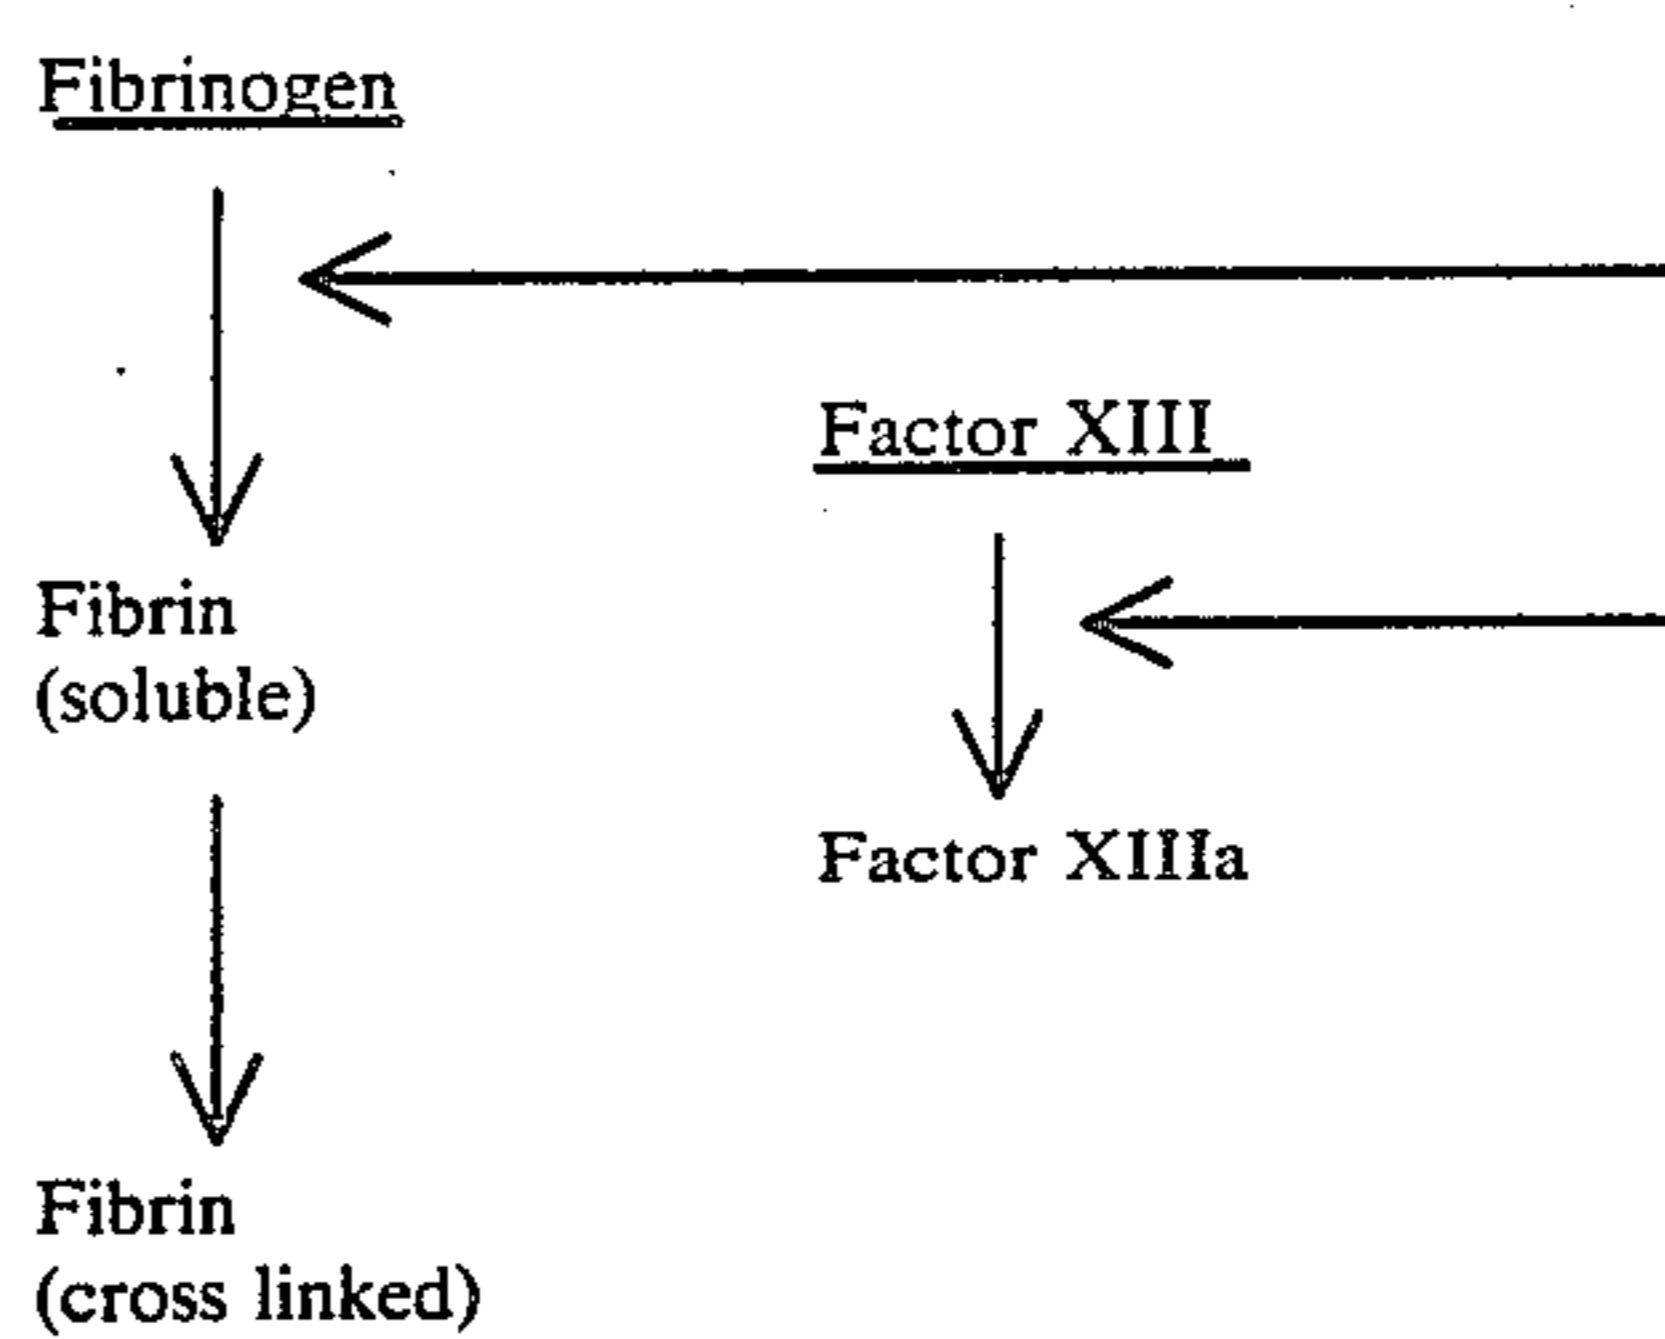 Fibrinogen
Factor XIII
Fibrin
(soluble)
Factor XIIIa
Fibrin
(cross linked)